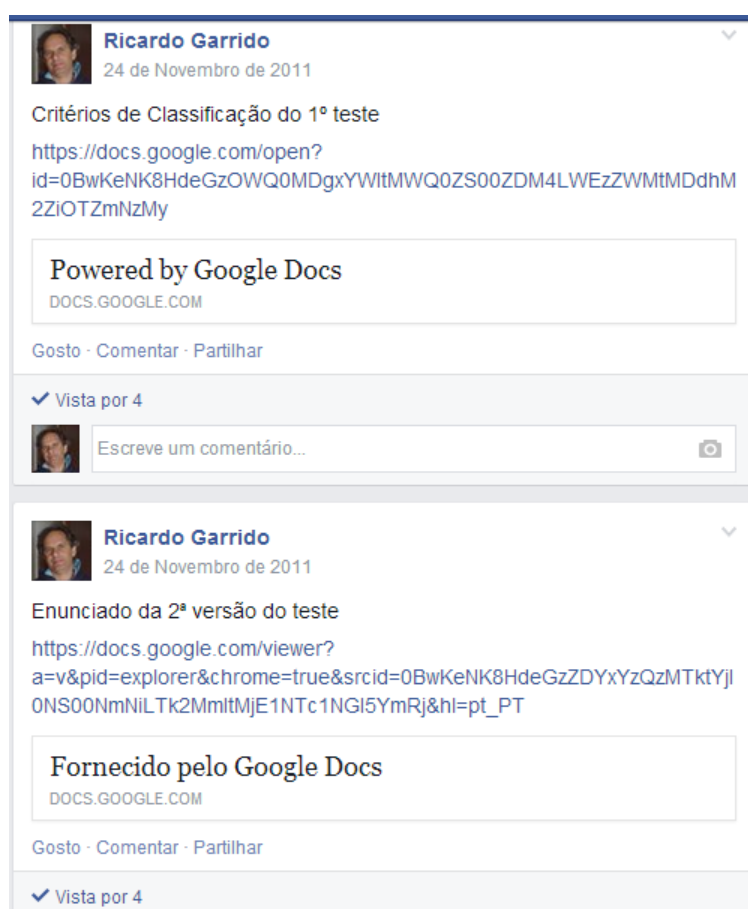 Ricardo Garrido
24 de Novembro de 2011
Critérios de Classificação do 1º teste
https://docs.google.com/open?
id=0BwKeNK8HdeGzOWQ0MDgxYWItMWQ0ZS00ZDM4LWEzZWMtMDdhM
2ZiOTZmNzMy
Powered by Google Docs
DOCS.GOOGLE.COM
Gosto · Comentar · Partilhar
Vista por 4
Escreve um comentário...
Ricardo Garrido
24 de Novembro de 2011
Enunciado da 2ª versão do teste
https://docs.google.com/viewer?
a=v&pid=explorer&chrome=true&srcid=0BwKeNK8HdeGzZDYxYzQzMTktYjI
0NS00NmNiLTk2MmItMjE1NTc1NGI5YmRj&hl=pt_PT
Fornecido pelo Google Docs
DOCS.GOOGLE.COM
Gosto · Comentar · Partilhar
Vista por 4